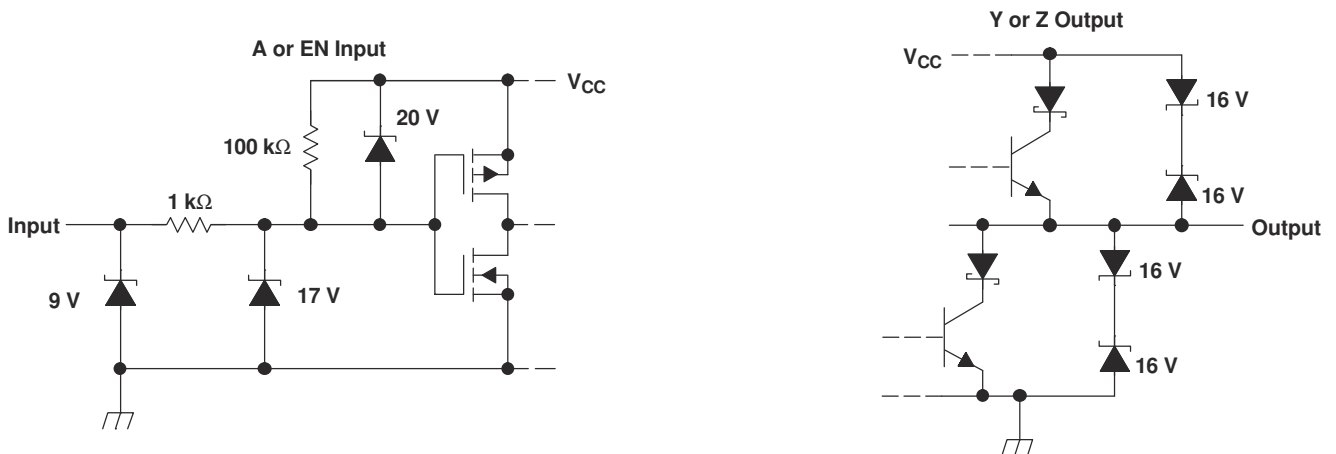 A or EN Input
V_CC
20 V
100 kΩ
1 kΩ
Input
9 V
17 V
Y or Z Output
V_CC
16 V
16 V
Output
16 V
16 V